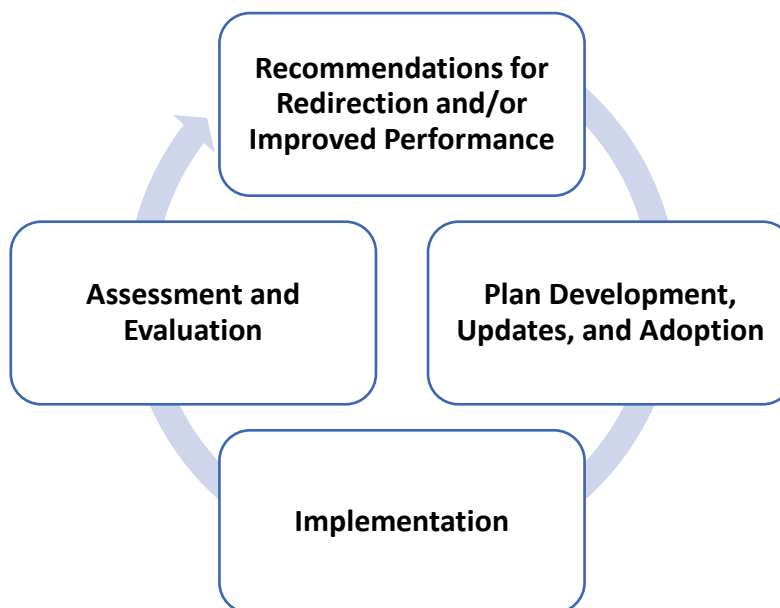 Recommendations for
Redirection and/or
Improved Performance
Assessment and
Evaluation
Plan Development,
Updates, and Adoption
Implementation